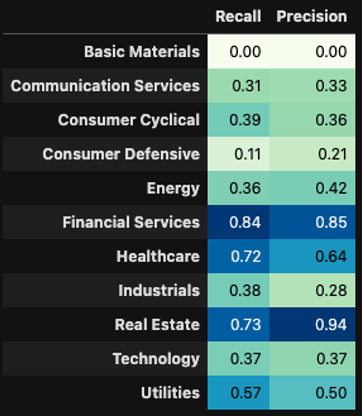 Recall Precision
Basic Materials 0.00 0.00
Communication Services 0.31 0.33
Consumer Cyclical 0.39 0.36
Consumer Defensive 0.11 0.21
Energy 0.36 0.42
Financial Services 0.84 0.85
Healthcare 0.72 0.64
Industrials 0.38 0.28
Real Estate 0.73 0.94
Technology 0.37 0.37
Utilities 0.57 0.50